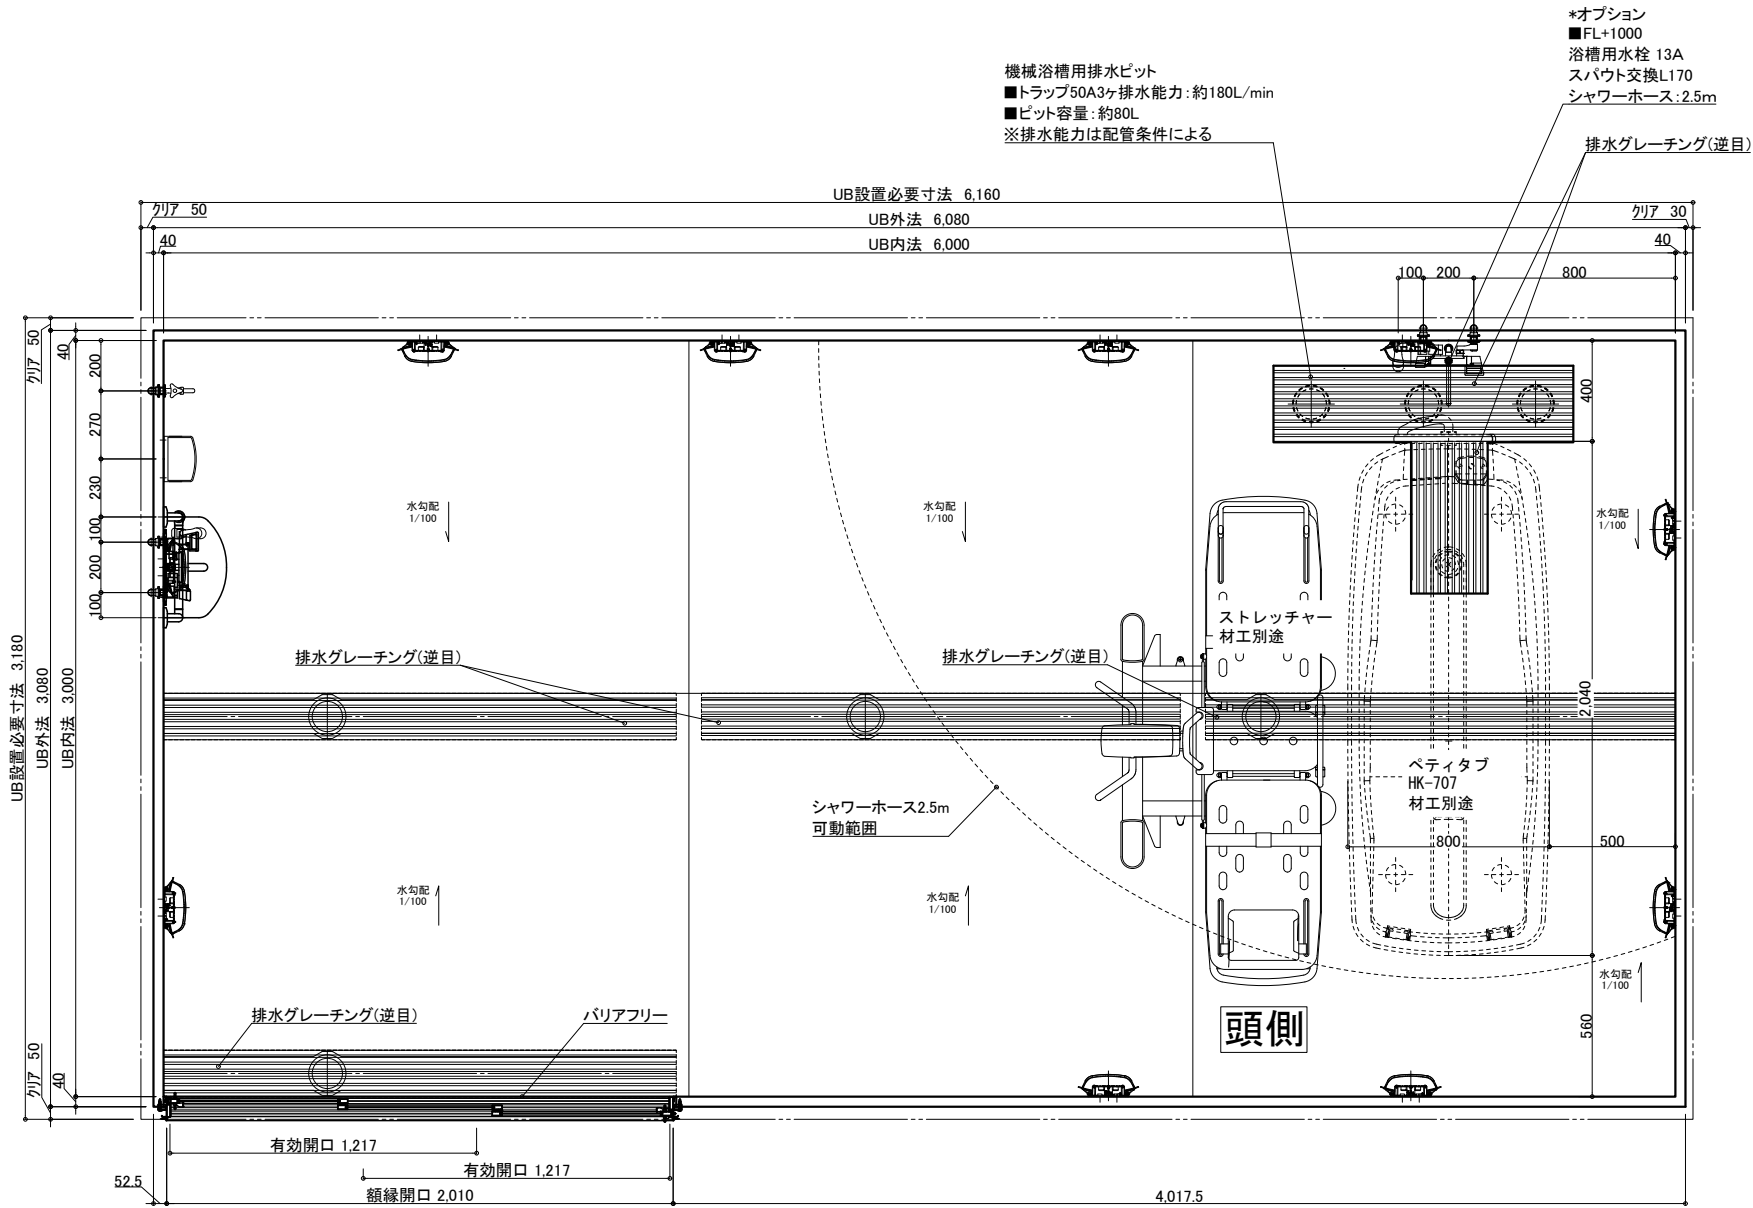 *オプション
■FL+1000
浴槽用水栓 13A
スパウト交換L170
シャワーホース:2.5m
機械浴槽用排水ピット
■トラップ50A3ヶ排水能力:約180L/min
■ピット容量:約80L
※排水能力は配管条件による
排水グレーチング(逆目)
UB設置必要寸法 6,160
クリア 50
UB外法 6,080
クリア 30
40
UB内法 6,000
40
100
200
800
クリア 50
40
200
270
230
100
200
100
UB設置必要寸法 3,180
UB外法 3,080
UB内法 3,000
クリア 50
40
400
水勾配
1/100
水勾配
1/100
水勾配
1/100
ストレッチャー
材工別途
排水グレーチング(逆目)
排水グレーチング(逆目)
2,040
ペティタブ
HK-707
材工別途
シャワーホース2.5m
可動範囲
800
500
水勾配
1/100
水勾配
1/100
水勾配
1/100
排水グレーチング(逆目)
バリアフリー
頭側
560
有効開口 1,217
有効開口 1,217
52.5
額縁開口 2,010
4,017.5